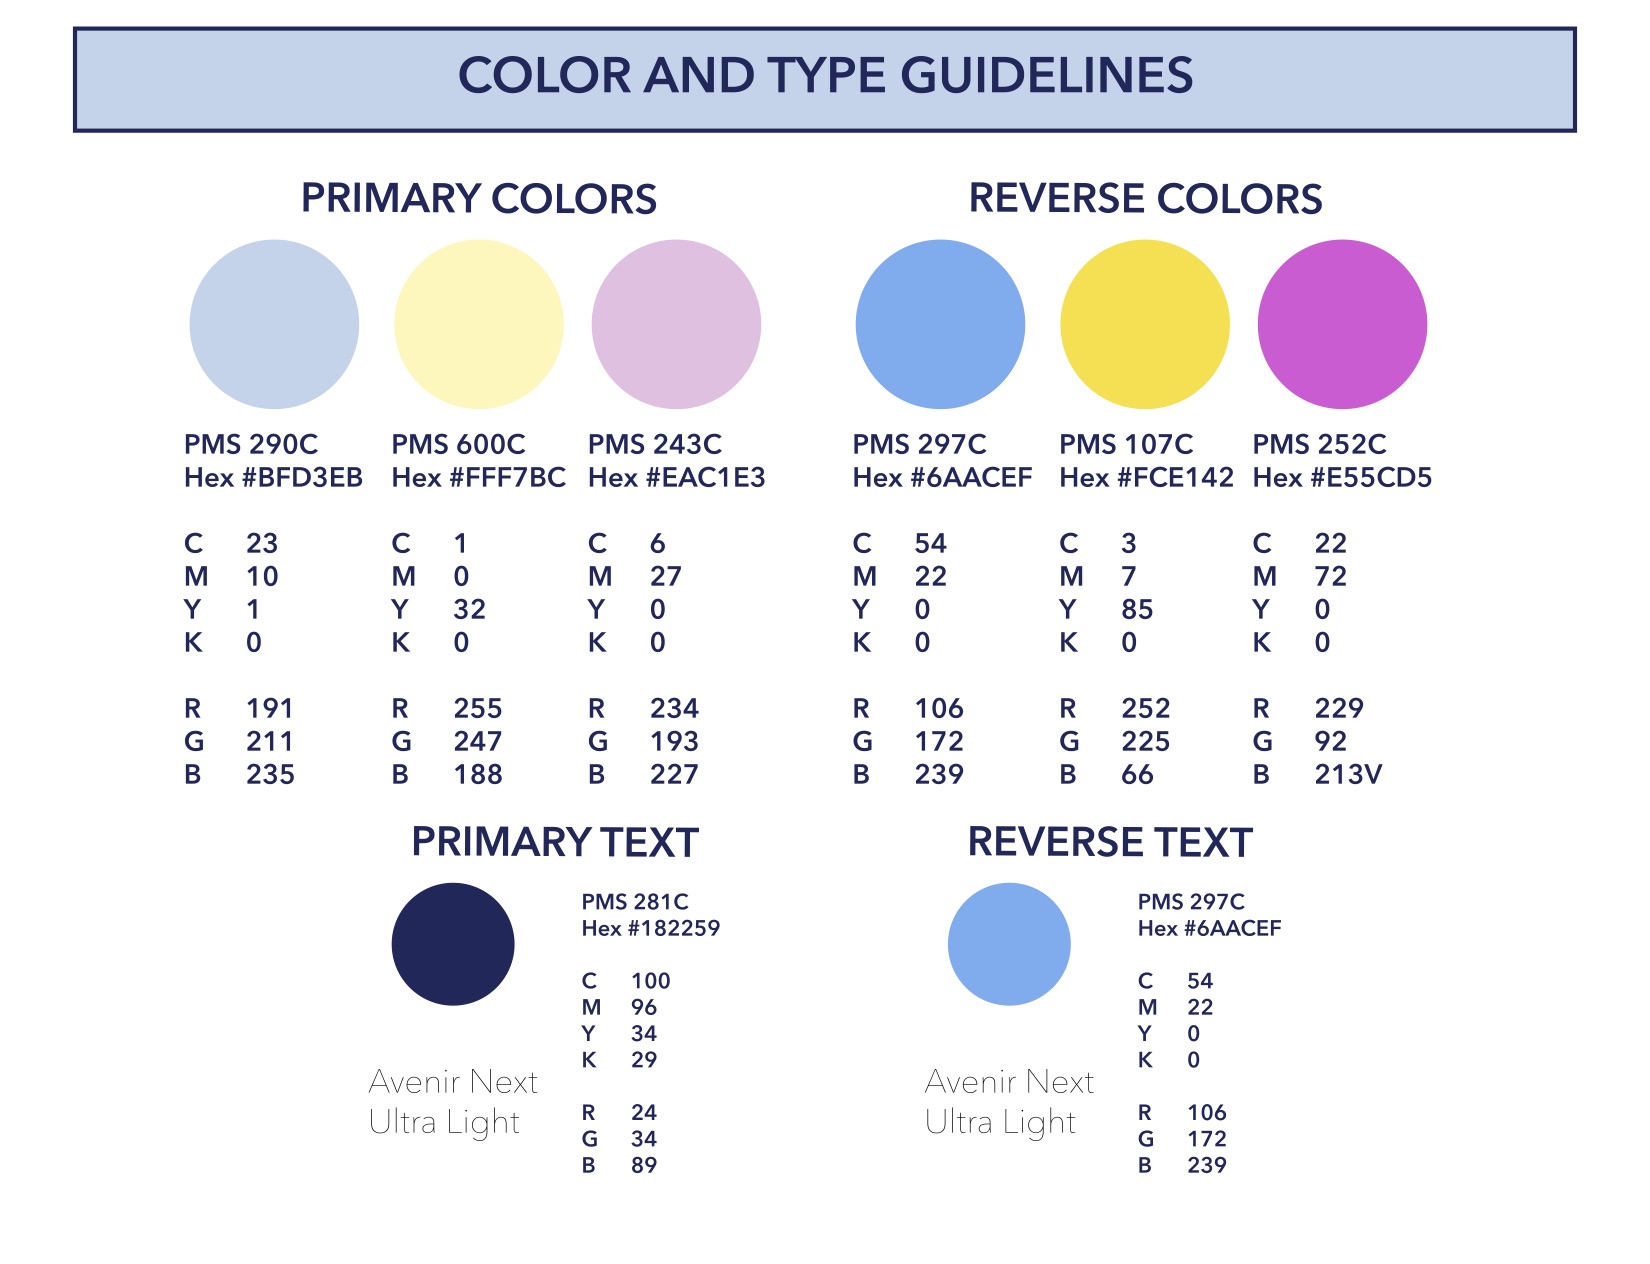 COLOR AND TYPE GUIDELINES
PRIMARY COLORS
PMS 290C
Hex #BFD3EB
C 23
M 10
Y 1
K 0
R 191
G 211
B 235
PMS 600C
Hex #FFF7BC
C 1
M 0
Y 32
K 0
R 255
G 247
B 188
PMS 243C
Hex #EAC1E3
C 6
M 27
Y 0
K 0
R 234
G 193
B 227
REVERSE COLORS
PMS 297C
Hex #6AACEF
C 54
M 22
Y 0
K 0
R 106
G 172
B 239
PMS 107C
Hex #FCE142
C 3
M 7
Y 85
K 0
R 252
G 225
B 66
PMS 252C
Hex #E55CD5
C 22
M 72
Y 0
K 0
R 229
G 92
B 213V
PRIMARY TEXT
Avenir Next
Ultra Light
PMS 281C
Hex #182259
C 100
M 96
Y 34
K 29
R 24
G 34
B 89
REVERSE TEXT
Avenir Next
Ultra Light
PMS 297C
Hex #6AACEF
C 54
M 22
Y 0
K 0
R 106
G 172
B 239